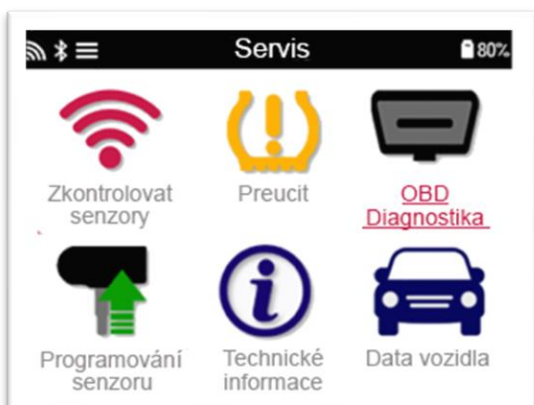 Servis
80%
Zkontrolovat
senzory
Preucit
OBD
Diagnostika
Programování
senzoru
Technické
informace
Data vozidla